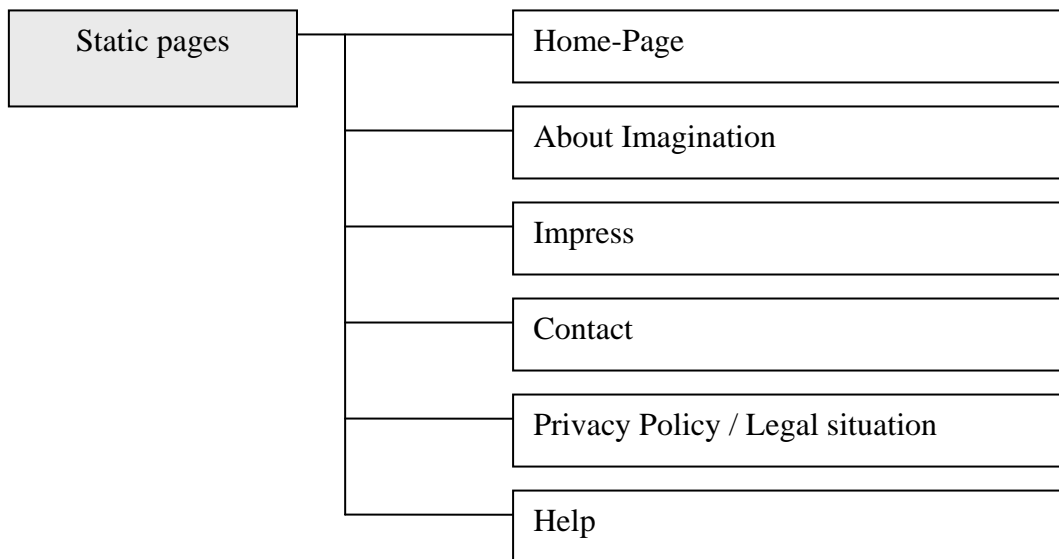 Static pages
Home-Page
About Imagination
Impress
Contact
Privacy Policy / Legal situation
Help